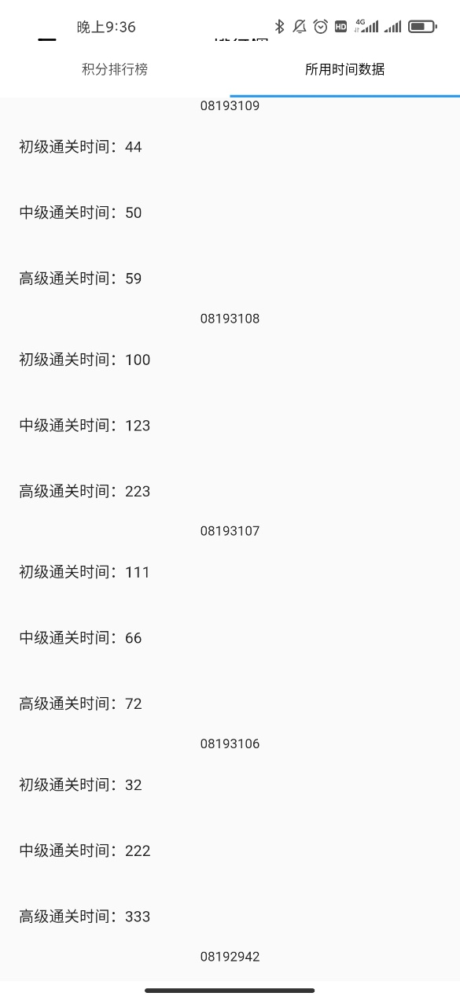 晚上9:36
HD 4G
积分排行榜
所用时间数据
08193109
初级通关时间：44
中级通关时间：50
高级通关时间：59
08193108
初级通关时间：100
中级通关时间：123
高级通关时间：223
08193107
初级通关时间：111
中级通关时间：66
高级通关时间：72
08193106
初级通关时间：32
中级通关时间：222
高级通关时间：333
08192942